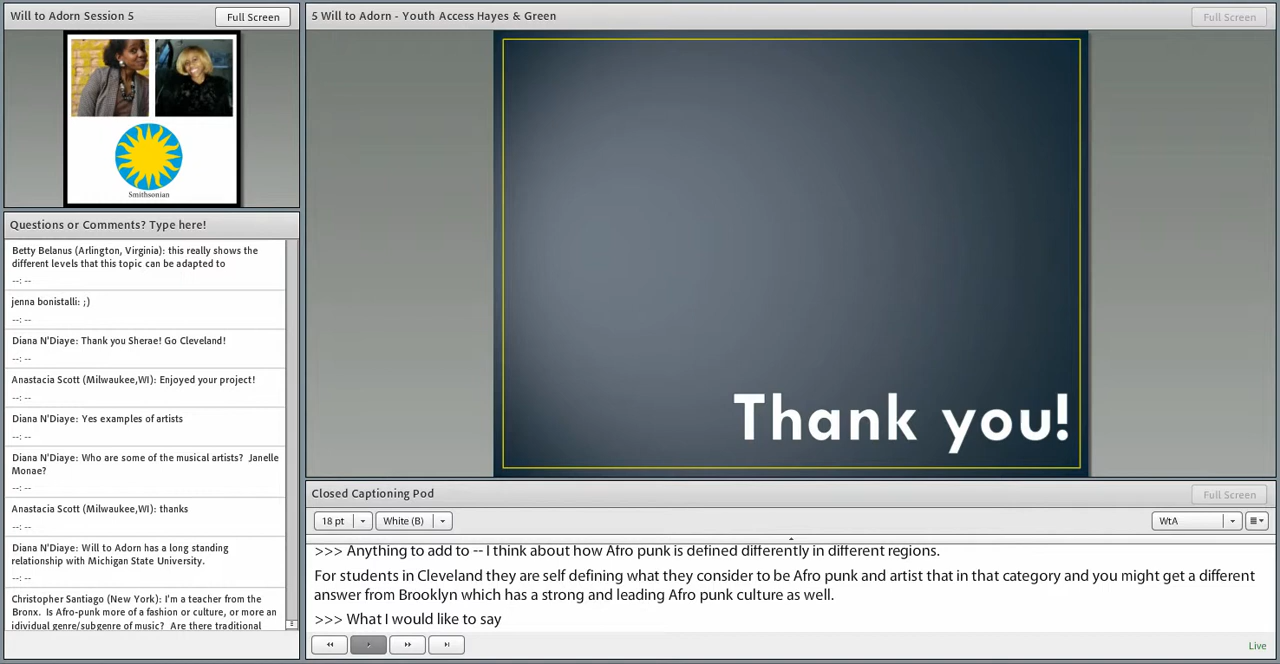 Will to Adorn Session 5
Full Screen
Smithsonian
Questions or Comments? Type here!
Betty Belanus (Arlington, Virginia): this really shows the
different levels that this topic can be adapted to
--: --
jenna bonistalli: ;)
--: --
Diana N'Diaye: Thank you Sherae! Go Cleveland!
--: --
Anastacia Scott (Milwaukee,WI): Enjoyed your project!
--: --
Diana N'Diaye: Yes examples of artists
--: --
Diana N'Diaye: Who are some of the musical artists?  Janelle
Monae?
--: --
Anastacia Scott (Milwaukee,WI): thanks
--: --
Diana N'Diaye: Will to Adorn has a long standing
relationship with Michigan State University.
--: --
Christopher Santiago (New York): I'm a teacher from the
Bronx.  Is Afro-punk more of a fashion or culture, or more an
idividual genre/subgenre of music?  Are there traditional
5 Will to Adorn - Youth Access Hayes & Green
Full Screen
Thank you!
Closed Captioning Pod
Full Screen
18 pt
White (B)
WtA
>>> Anything to add to -- I think about how Afro punk is defined differently in different regions.
For students in Cleveland they are self defining what they consider to be Afro punk and artist that in that category and you might get a different
answer from Brooklyn which has a strong and leading Afro punk culture as well.
>>> What I would like to say
Live